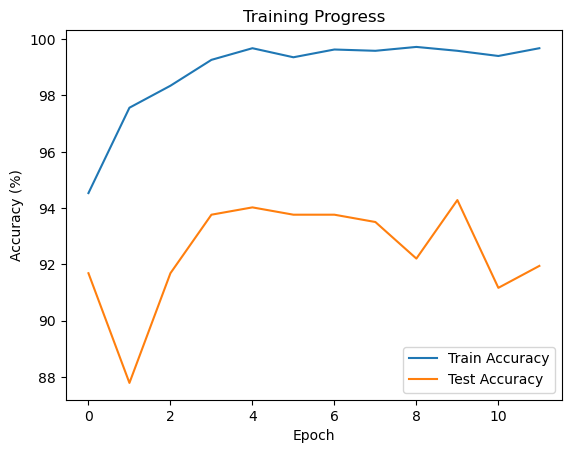 Training Progress
Accuracy (%)
100
98
96
94
92
90
88
0 2 4 6 8 10
Epoch
Train Accuracy
Test Accuracy